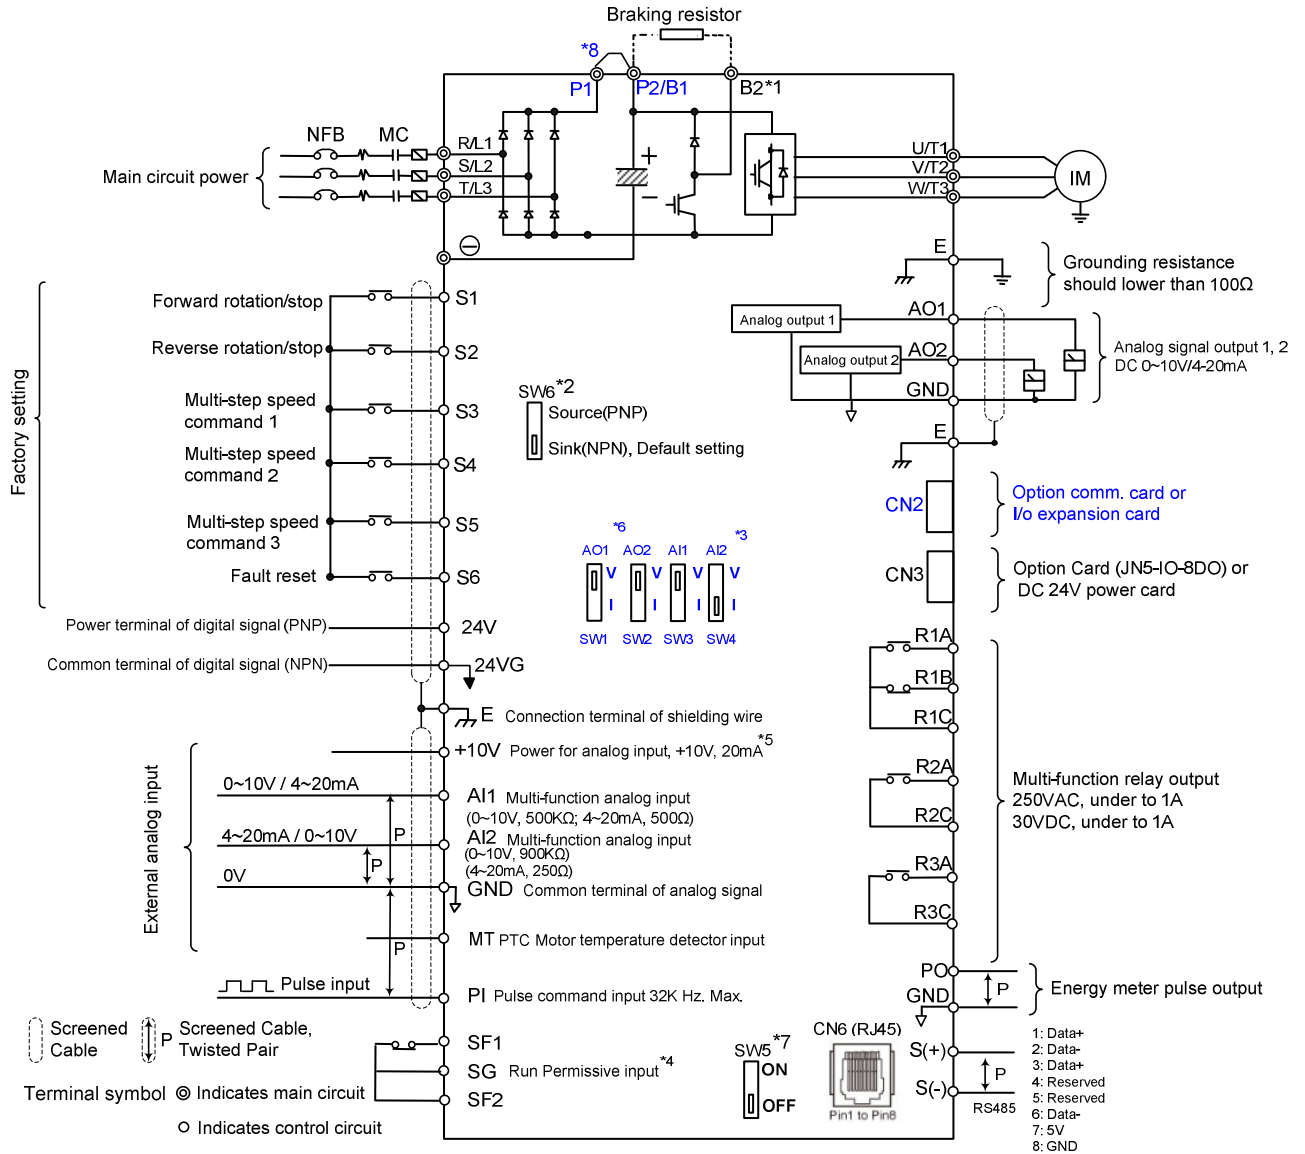 Braking resistor
*8
P1
P2/B1
B2*1
NFB
MC
R/L1
S/L2
T/L3
Main circuit power
+
−
U/T1
V/T2
W/T3
IM
E
Grounding resistance
should lower than 100Ω
Factory setting
Forward rotation/stop
S1
Reverse rotation/stop
S2
Multi-step speed
command 1
S3
Multi-step speed
command 2
S4
Multi-step speed
command 3
S5
Fault reset
S6
Power terminal of digital signal (PNP)
24V
Common terminal of digital signal (NPN)
24VG
SW6*2
Source(PNP)
Sink(NPN), Default setting
*6
*3
AO1
AO2
AI1
AI2
V
V
V
V
I
I
I
I
SW1
SW2
SW3
SW4
Analog output 1
AO1
Analog output 2
AO2
GND
Analog signal output 1, 2
DC 0~10V/4-20mA
E
CN2
Option comm. card or
I/o expansion card
CN3
Option Card (JN5-IO-8DO) or
DC 24V power card
R1A
R1B
R1C
R2A
R2C
R3A
R3C
Multi-function relay output
250VAC, under to 1A
30VDC, under to 1A
E Connection terminal of shielding wire
+10V Power for analog input, +10V, 20mA*5
External analog input
0~10V / 4~20mA
AI1 Multi-function analog input
(0~10V, 500KΩ; 4~20mA, 500Ω)
P
4~20mA / 0~10V
AI2 Multi-function analog input
(0~10V, 900KΩ)
(4~20mA, 250Ω)
P
0V
GND Common terminal of analog signal
MT PTC Motor temperature detector input
P
Pulse input
PI Pulse command input 32K Hz. Max.
PO
P
GND
Energy meter pulse output
Screened
Cable
P
Screened Cable,
Twisted Pair
Terminal symbol
Indicates main circuit
Indicates control circuit
SF1
SG Run Permissive input*4
SF2
SW5*7
ON
OFF
CN6 (RJ45)
Pin1 to Pin8
S(+)
P
S(-)
RS485
1: Data+
2: Data-
3: Data+
4: Reserved
5: Reserved
6: Data-
7: 5V
8: GND